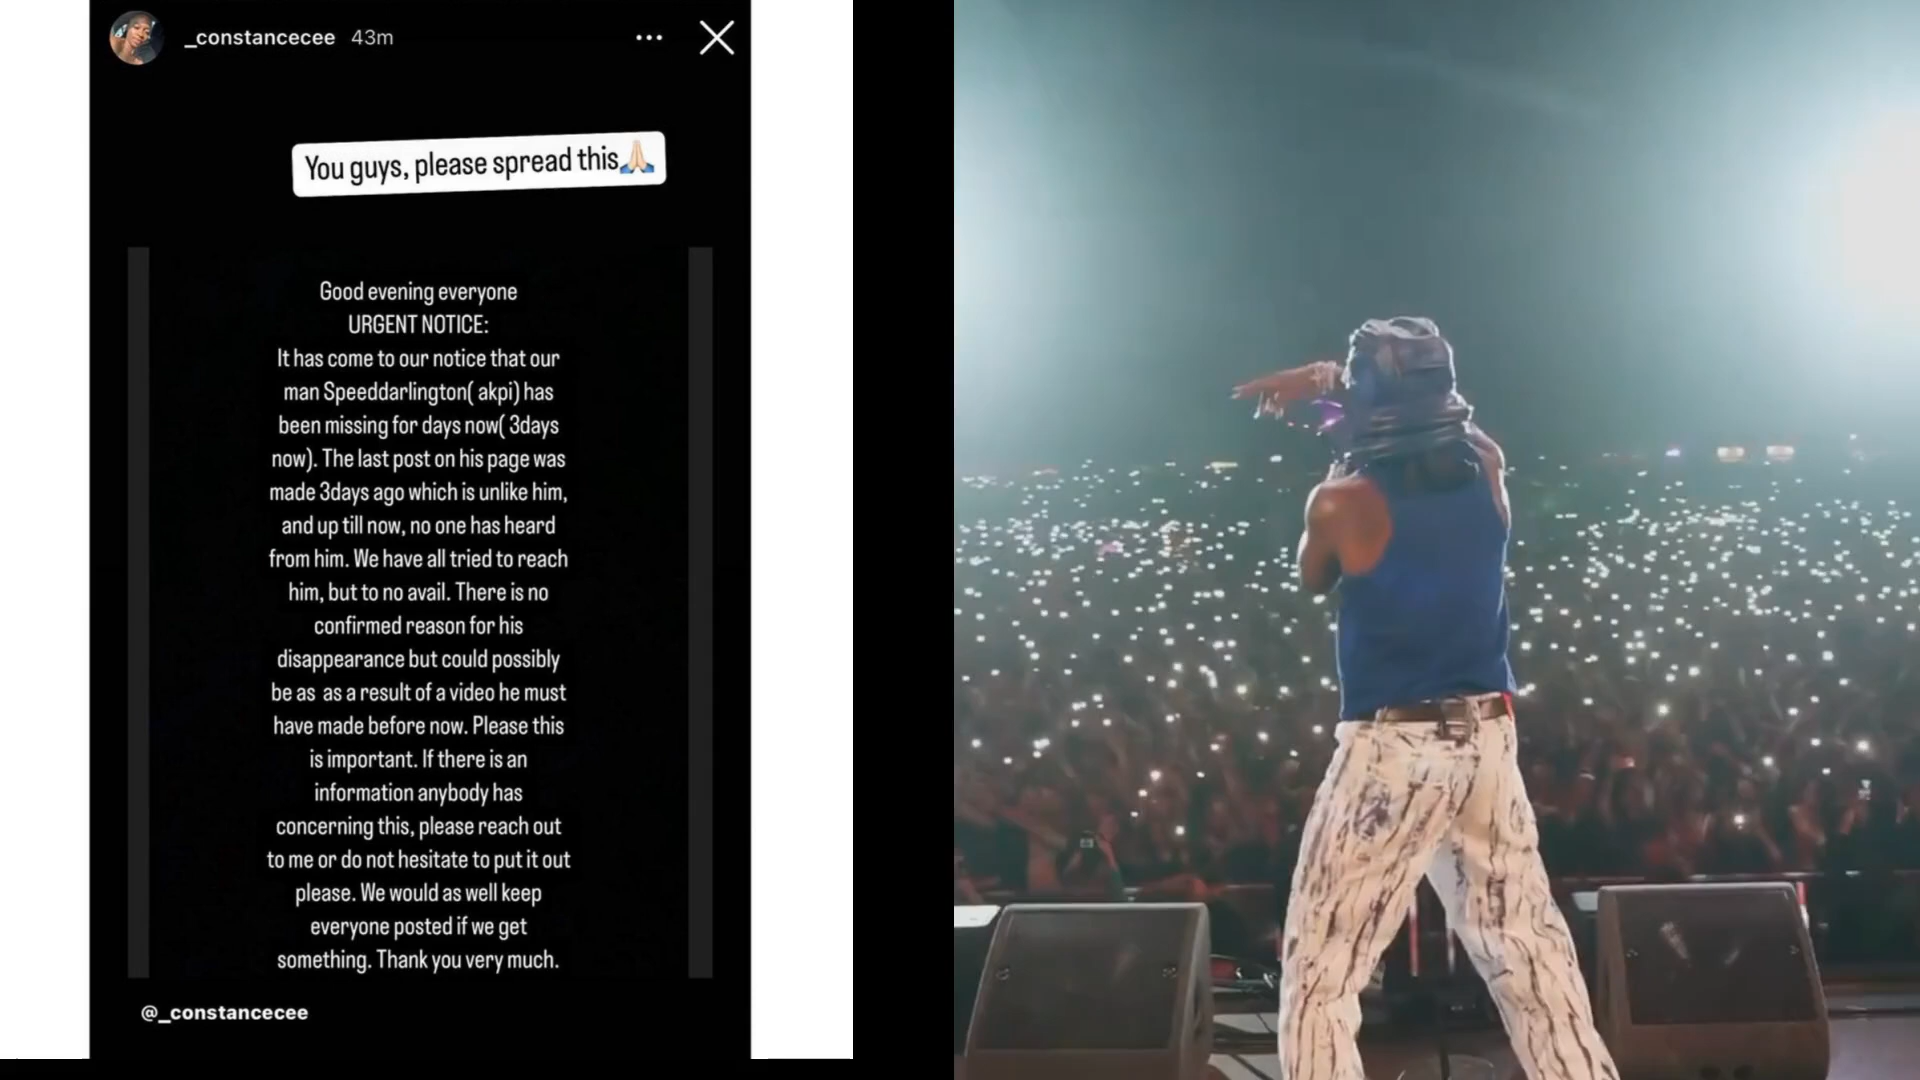 _constancecee 43m
You guys, please spread this🙏🏻
Good evening everyone
URGENT NOTICE:
It has come to our notice that our
man Speeddarlington( akpi) has
been missing for days now( 3days
now). The last post on his page was
made 3days ago which is unlike him,
and up till now, no one has heard
from him. We have all tried to reach
him, but to no avail. There is no
confirmed reason for his
disappearance but could possibly
be as as a result of a video he must
have made before now. Please this
is important. If there is an
information anybody has
concerning this, please reach out
to me or do not hesitate to put it out
please. We would as well keep
everyone posted if we get
something. Thank you very much.
@_constancecee